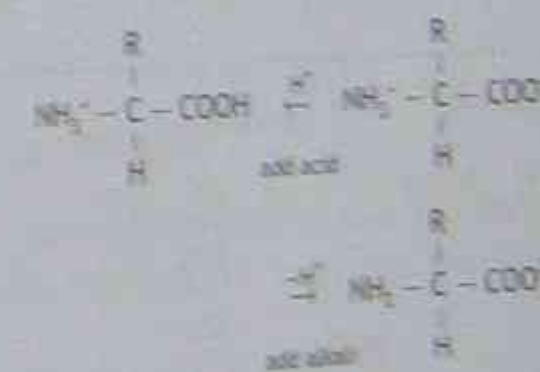 R R
NH₃⁺ – C – COOH H⁺ NH₃⁺ – C – COO
H add acid H
R
–H⁺ NH₂ – C – COO
add alkali H